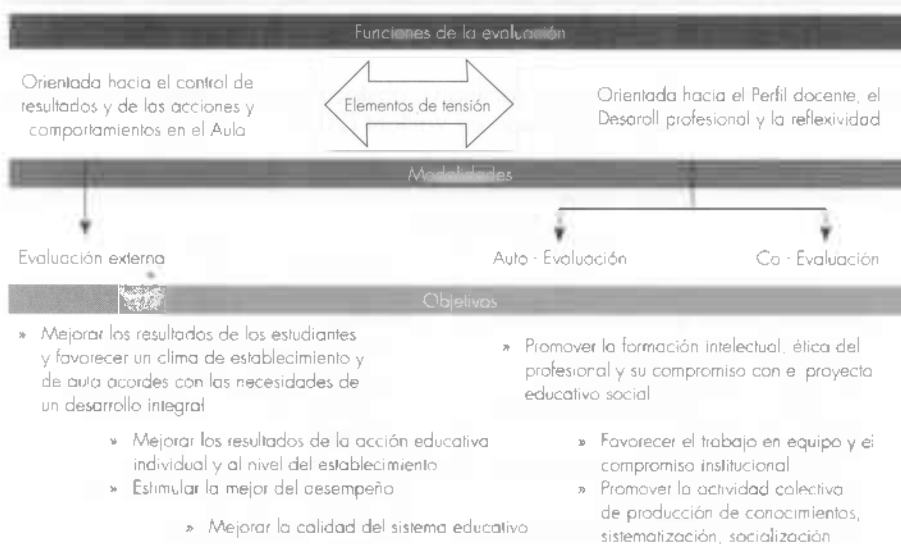 Funciones de la evaluación
Orientada hacia el control de
resultados y de las acciones y
comportamientos en el Aula
Elementos de tensión
Orientada hacia el Perfil docente, el
Desaroll profesional y la reflexividad
Modalidades
Evaluación externa
Auto - Evaluación
Co - Evaluación
Objetivos
» Mejorar los resultados de los estudiantes
y favorecer un clima de establecimiento y
de aula acordes con las necesidades de
un desarrollo integral
» Mejorar los resultados de la acción educativa
individual y al nivel del establecimiento
» Estimular la mejor del desempeño
» Mejorar la calidad del sistema educativo
» Promover la formación intelectual, ética del
profesional y su compromiso con e proyecto
educativo social
» Favorecer el trabajo en equipo y el
compromiso institucional
» Promover la actividad colectiva
de producción de conocimientos,
sistematización, socialización